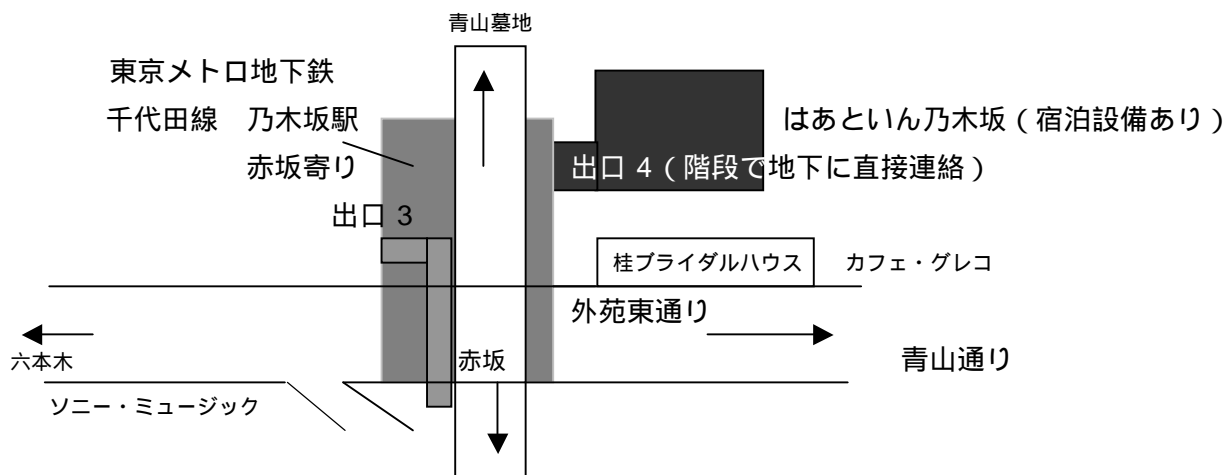 青山墓地
東京メトロ地下鉄
千代田線 乃木坂駅
赤坂寄り
はあといん乃木坂(宿泊設備あり)
出口 4(階段で地下に直接連絡)
出口 3
桂ブライダルハウス
カフェ・グレコ
外苑東通り
六本木
赤坂
青山通り
ソニー・ミュージック